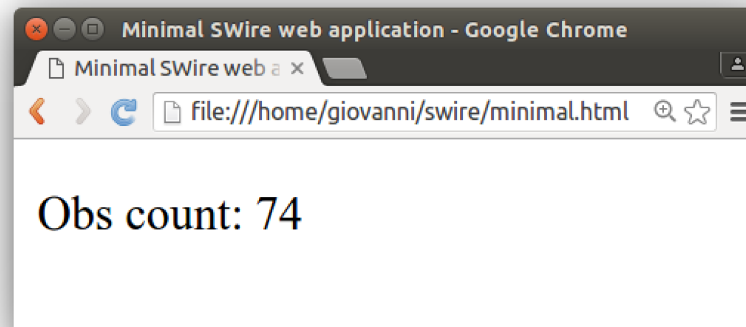 Minimal SWire web application - Google Chrome
Minimal SWire web a
file:///home/giovanni/swire/minimal.html
Obs count: 74